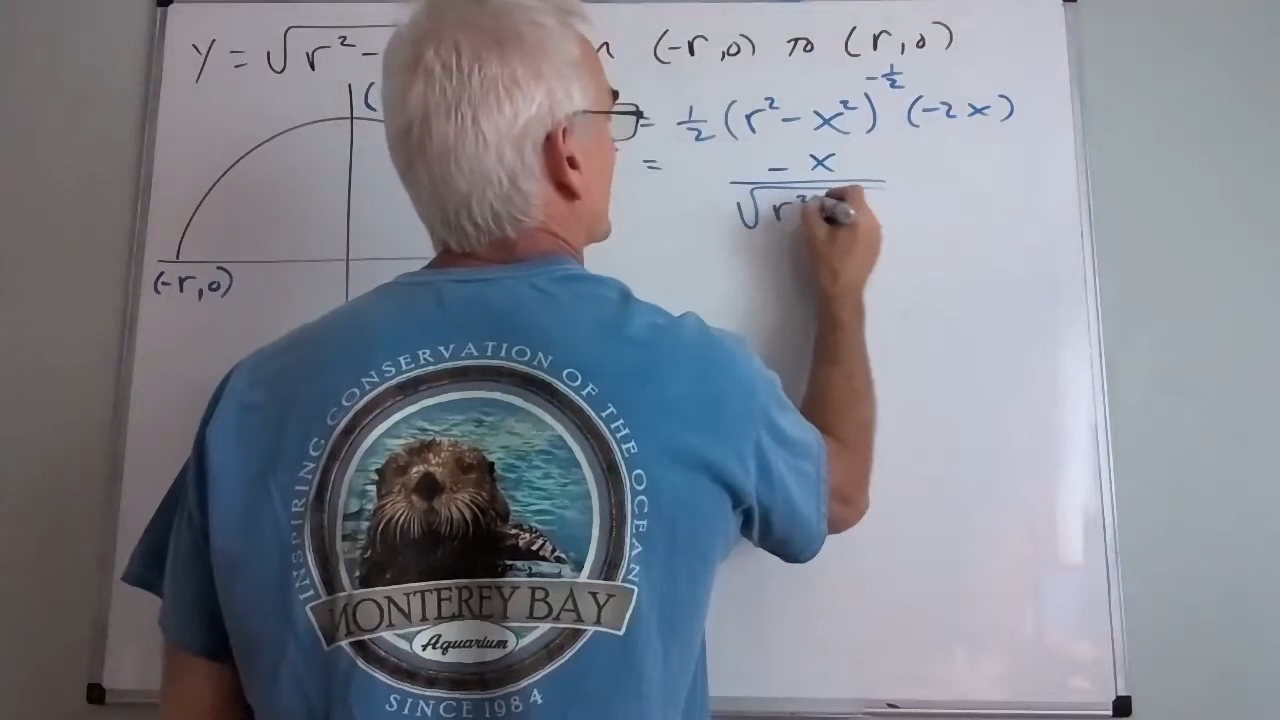 y = √r² - (-r,0) to (r,0)
( = ½ (r² - x²)^-½ (-2x)
= - x
√r²
(-r,0)
INSPIRING CONSERVATION OF THE OCEAN
MONTEREY BAY
Aquarium
SINCE 1984